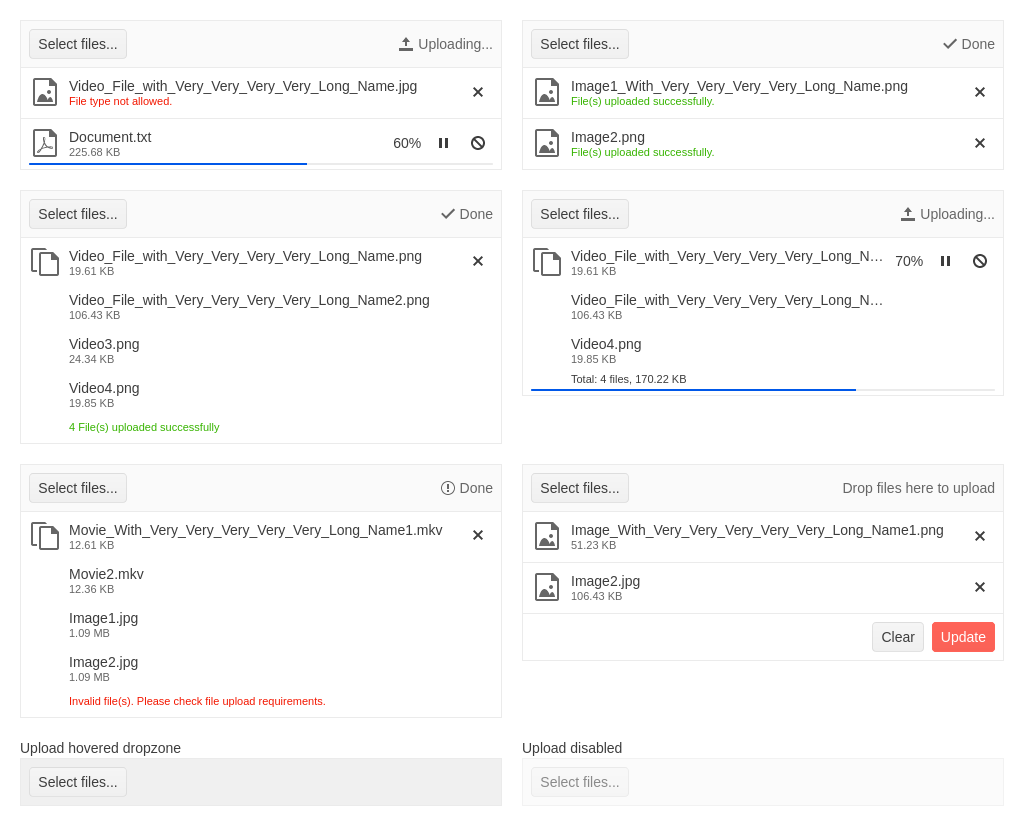 Select files...
Uploading...
Video_File_with_Very_Very_Very_Very_Long_Name.jpg
File type not allowed.
Document.txt
225.68 KB
60%
Select files...
Done
Image1_With_Very_Very_Very_Very_Long_Name.png
File(s) uploaded successfully.
Image2.png
File(s) uploaded successfully.
Select files...
Done
Video_File_with_Very_Very_Very_Very_Long_Name.png
19.61 KB
Video_File_with_Very_Very_Very_Very_Long_Name2.png
106.43 KB
Video3.png
24.34 KB
Video4.png
19.85 KB
4 File(s) uploaded successfully
Select files...
Uploading...
Video_File_with_Very_Very_Very_Very_Long_N...
19.61 KB
70%
Video_File_with_Very_Very_Very_Very_Long_N...
106.43 KB
Video4.png
19.85 KB
Total: 4 files, 170.22 KB
Select files...
Done
Movie_With_Very_Very_Very_Very_Very_Long_Name1.mkv
12.61 KB
Movie2.mkv
12.36 KB
Image1.jpg
1.09 MB
Image2.jpg
1.09 MB
Invalid file(s). Please check file upload requirements.
Select files...
Drop files here to upload
Image_With_Very_Very_Very_Very_Very_Long_Name1.png
51.23 KB
Image2.jpg
106.43 KB
Clear
Update
Upload hovered dropzone
Select files...
Upload disabled
Select files...